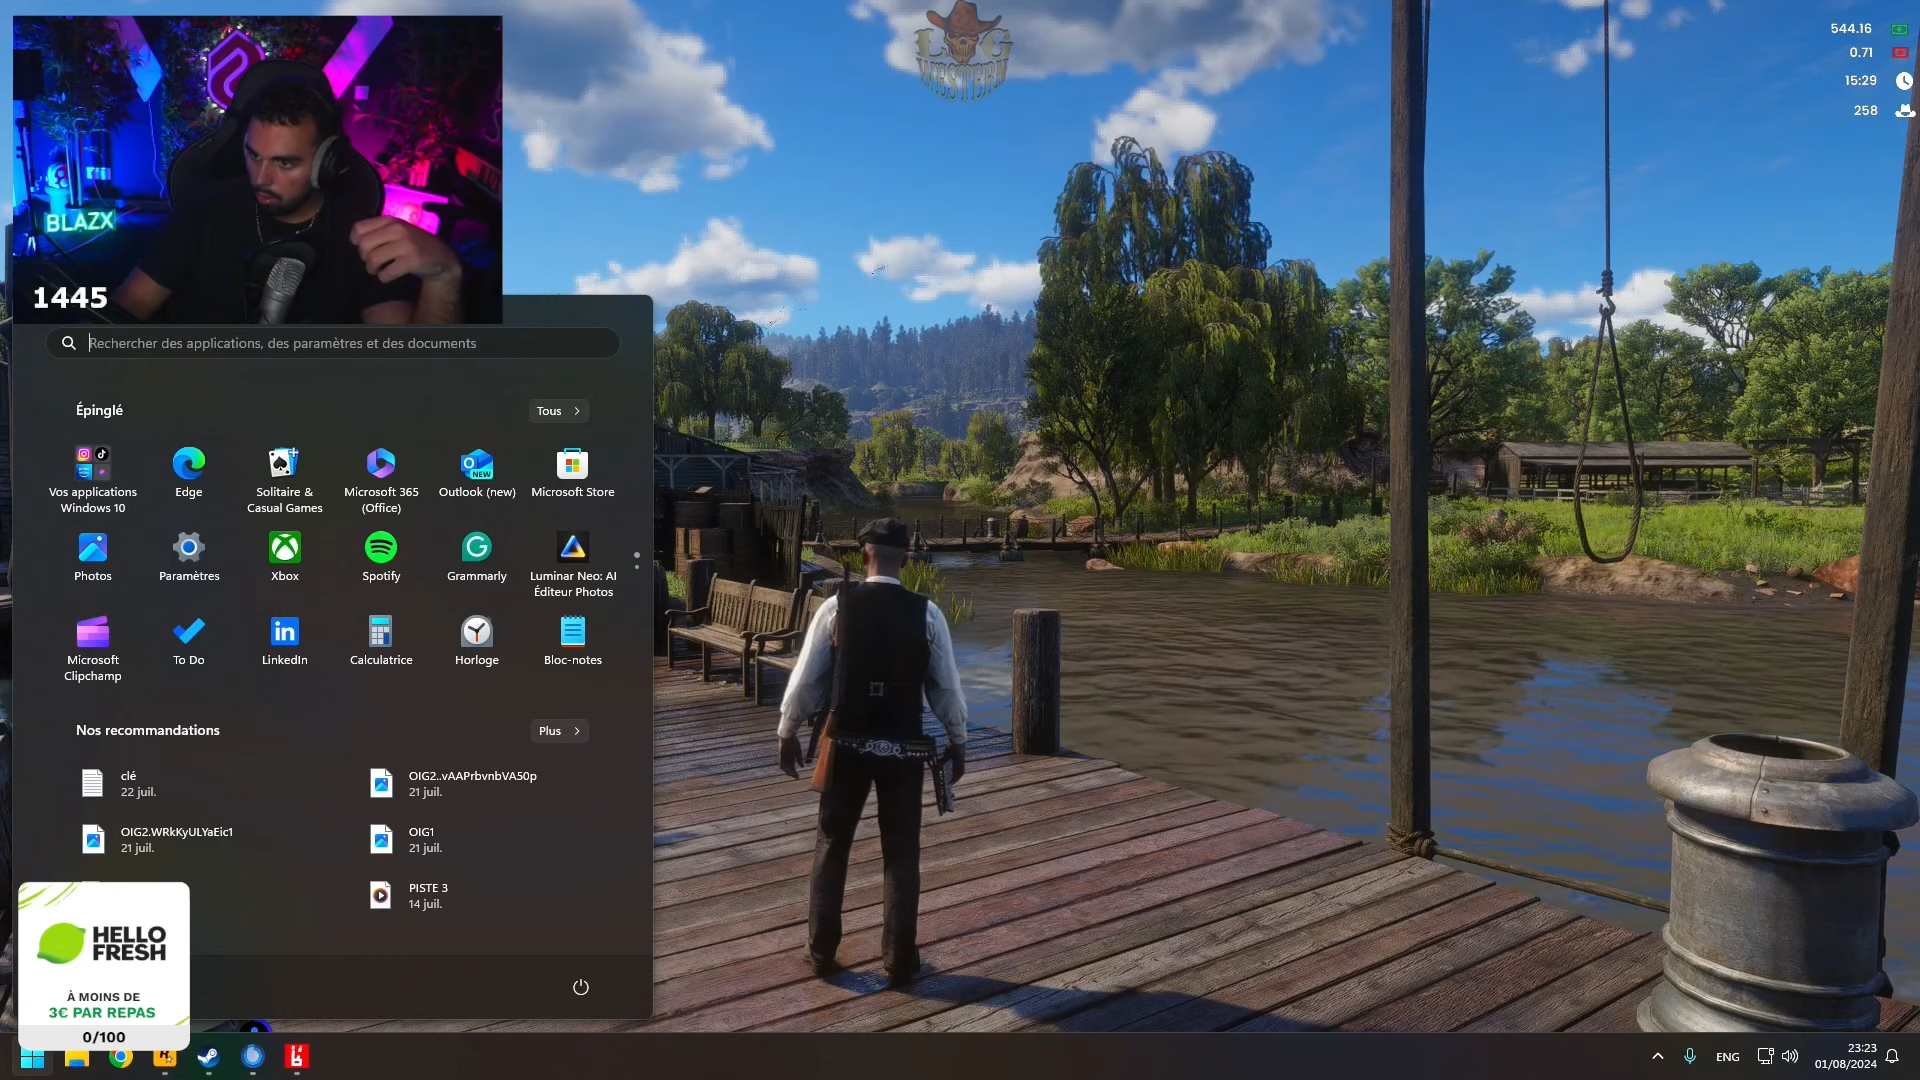 LG
WESTERN
544.16
0.71
15:29
258
BLAZX
1445
Rechercher des applications, des paramètres et des documents
Épinglé
Tous
Vos applications
Windows 10
Edge
Solitaire &
Casual Games
Microsoft 365
(Office)
NEW
Outlook (new)
Microsoft Store
Photos
Paramètres
Xbox
Spotify
Grammarly
Luminar Neo: AI
Éditeur Photos
Microsoft
Clipchamp
To Do
LinkedIn
Calculatrice
Horloge
Bloc-notes
Nos recommandations
Plus
clé
22 juil.
OIG2..vAAPrbvnbVA50p
21 juil.
OIG2.WRkKyULYaEic1
21 juil.
OIG1
21 juil.
PISTE 3
14 juil.
HELLO
FRESH
À MOINS DE
3€ PAR REPAS
0/100
ENG
23:23
01/08/2024